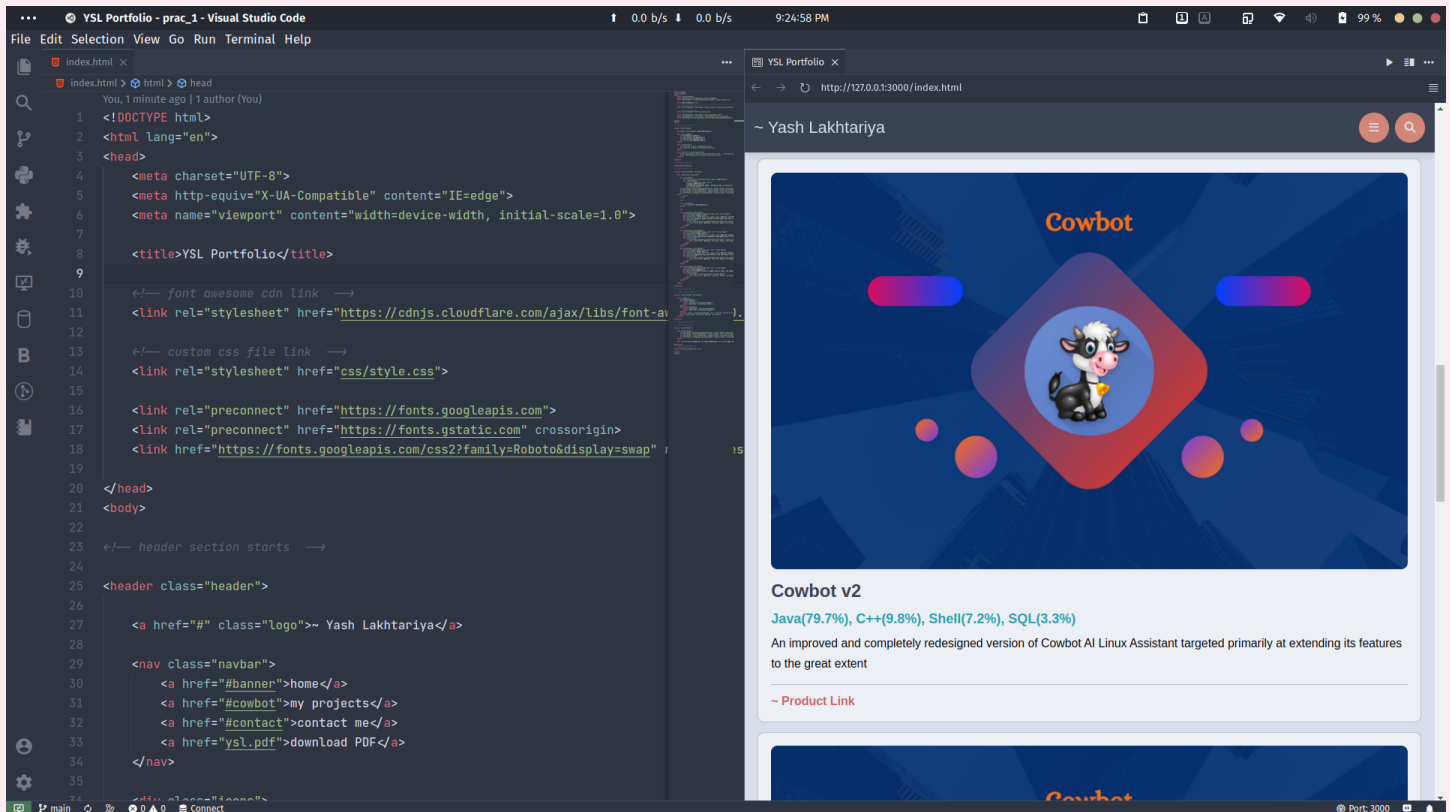 YSL Portfolio - prac_1 - Visual Studio Code
0.0 b/s
0.0 b/s
9:24:58 PM
1
A
99 %
File Edit Selection View Go Run Terminal Help
index.html
index.html > html > head
You, 1 minute ago | 1 author (You)
1 <!DOCTYPE html>
2 <html lang="en">
3 <head>
4 <meta charset="UTF-8">
5 <meta http-equiv="X-UA-Compatible" content="IE=edge">
6 <meta name="viewport" content="width=device-width, initial-scale=1.0">
7
8 <title>YSL Portfolio</title>
9
10 <!-- font awesome cdn link -->
11 <link rel="stylesheet" href="https://cdnjs.cloudflare.com/ajax/libs/font-aw
12
13 <!-- custom css file link -->
14 <link rel="stylesheet" href="css/style.css">
15
16 <link rel="preconnect" href="https://fonts.googleapis.com">
17 <link rel="preconnect" href="https://fonts.gstatic.com" crossorigin>
18 <link href="https://fonts.googleapis.com/css2?family=Roboto&display=swap"
19
20 </head>
21 <body>
22
23 <!-- header section starts -->
24
25 <header class="header">
26
27 <a href="#" class="logo">~ Yash Lakhtariya</a>
28
29 <nav class="navbar">
30 <a href="#banner">home</a>
31 <a href="#cowbot">my projects</a>
32 <a href="#contact">contact me</a>
33 <a href="ysl.pdf">download PDF</a>
34 </nav>
35
36 <div class="icons">
main
0
0
Connect
YSL Portfolio
http://127.0.0.1:3000/index.html
~ Yash Lakhtariya
Cowbot
Cowbot v2
Java(79.7%), C++(9.8%), Shell(7.2%), SQL(3.3%)
An improved and completely redesigned version of Cowbot AI Linux Assistant targeted primarily at extending its features
to the great extent
~ Product Link
Cowbot
Port: 3000